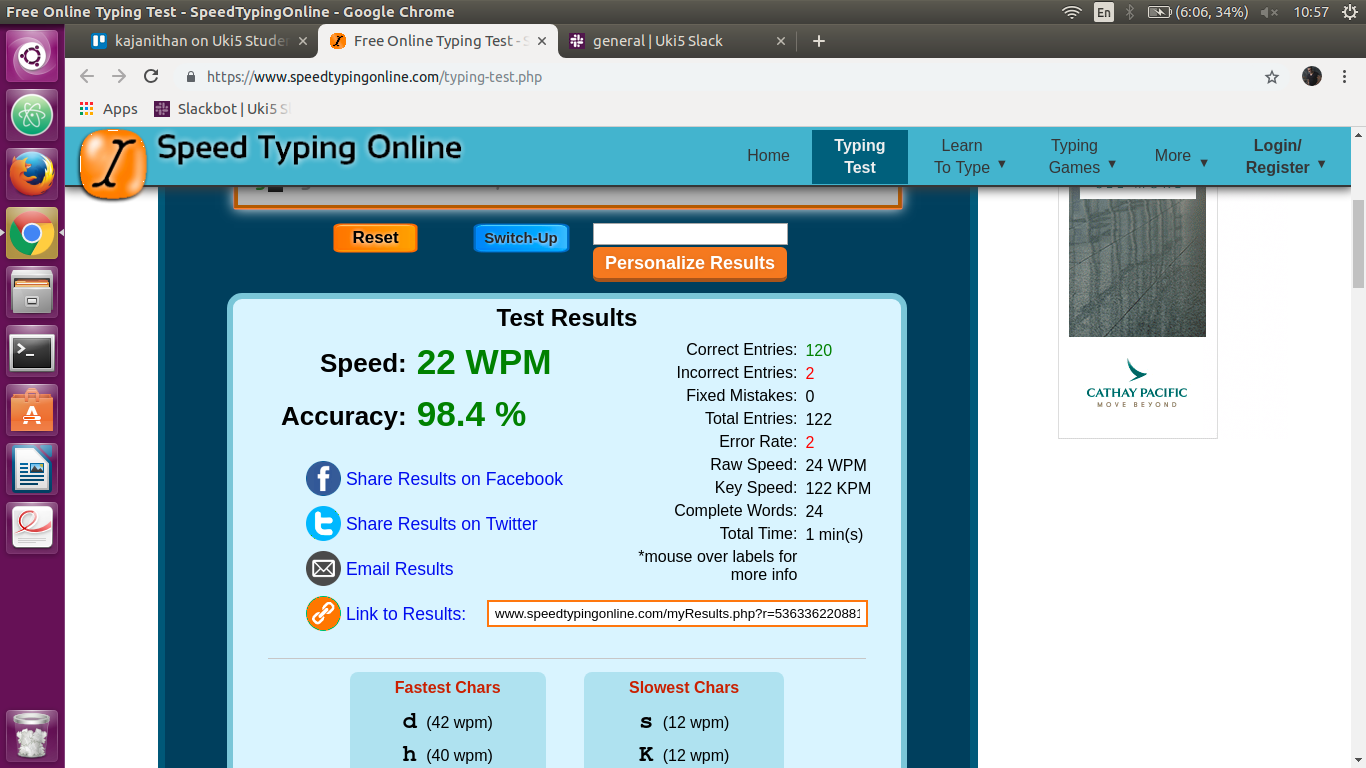 Free Online Typing Test - SpeedTypingOnline - Google Chrome
En
(6:06, 34%)
10:57
kajanithan on Uki5 Stude
Free Online Typing Test -
general | Uki5 Slack
https://www.speedtypingonline.com/typing-test.php
Apps
Slackbot | Uki5 S
Speed Typing Online
Home
Typing Test
Learn To Type ▼
Typing Games ▼
More ▼
Login/ Register ▼
Reset
Switch-Up
Personalize Results
Test Results
Speed: 22 WPM
Accuracy: 98.4 %
Correct Entries: 120
Incorrect Entries: 2
Fixed Mistakes: 0
Total Entries: 122
Error Rate: 2
Raw Speed: 24 WPM
Key Speed: 122 KPM
Complete Words: 24
Total Time: 1 min(s)
*mouse over labels for
more info
Share Results on Facebook
Share Results on Twitter
Email Results
Link to Results: www.speedtypingonline.com/myResults.php?r=536336220881
Fastest Chars
d (42 wpm)
h (40 wpm)
Slowest Chars
s (12 wpm)
K (12 wpm)
CATHAY PACIFIC
MOVE BEYOND